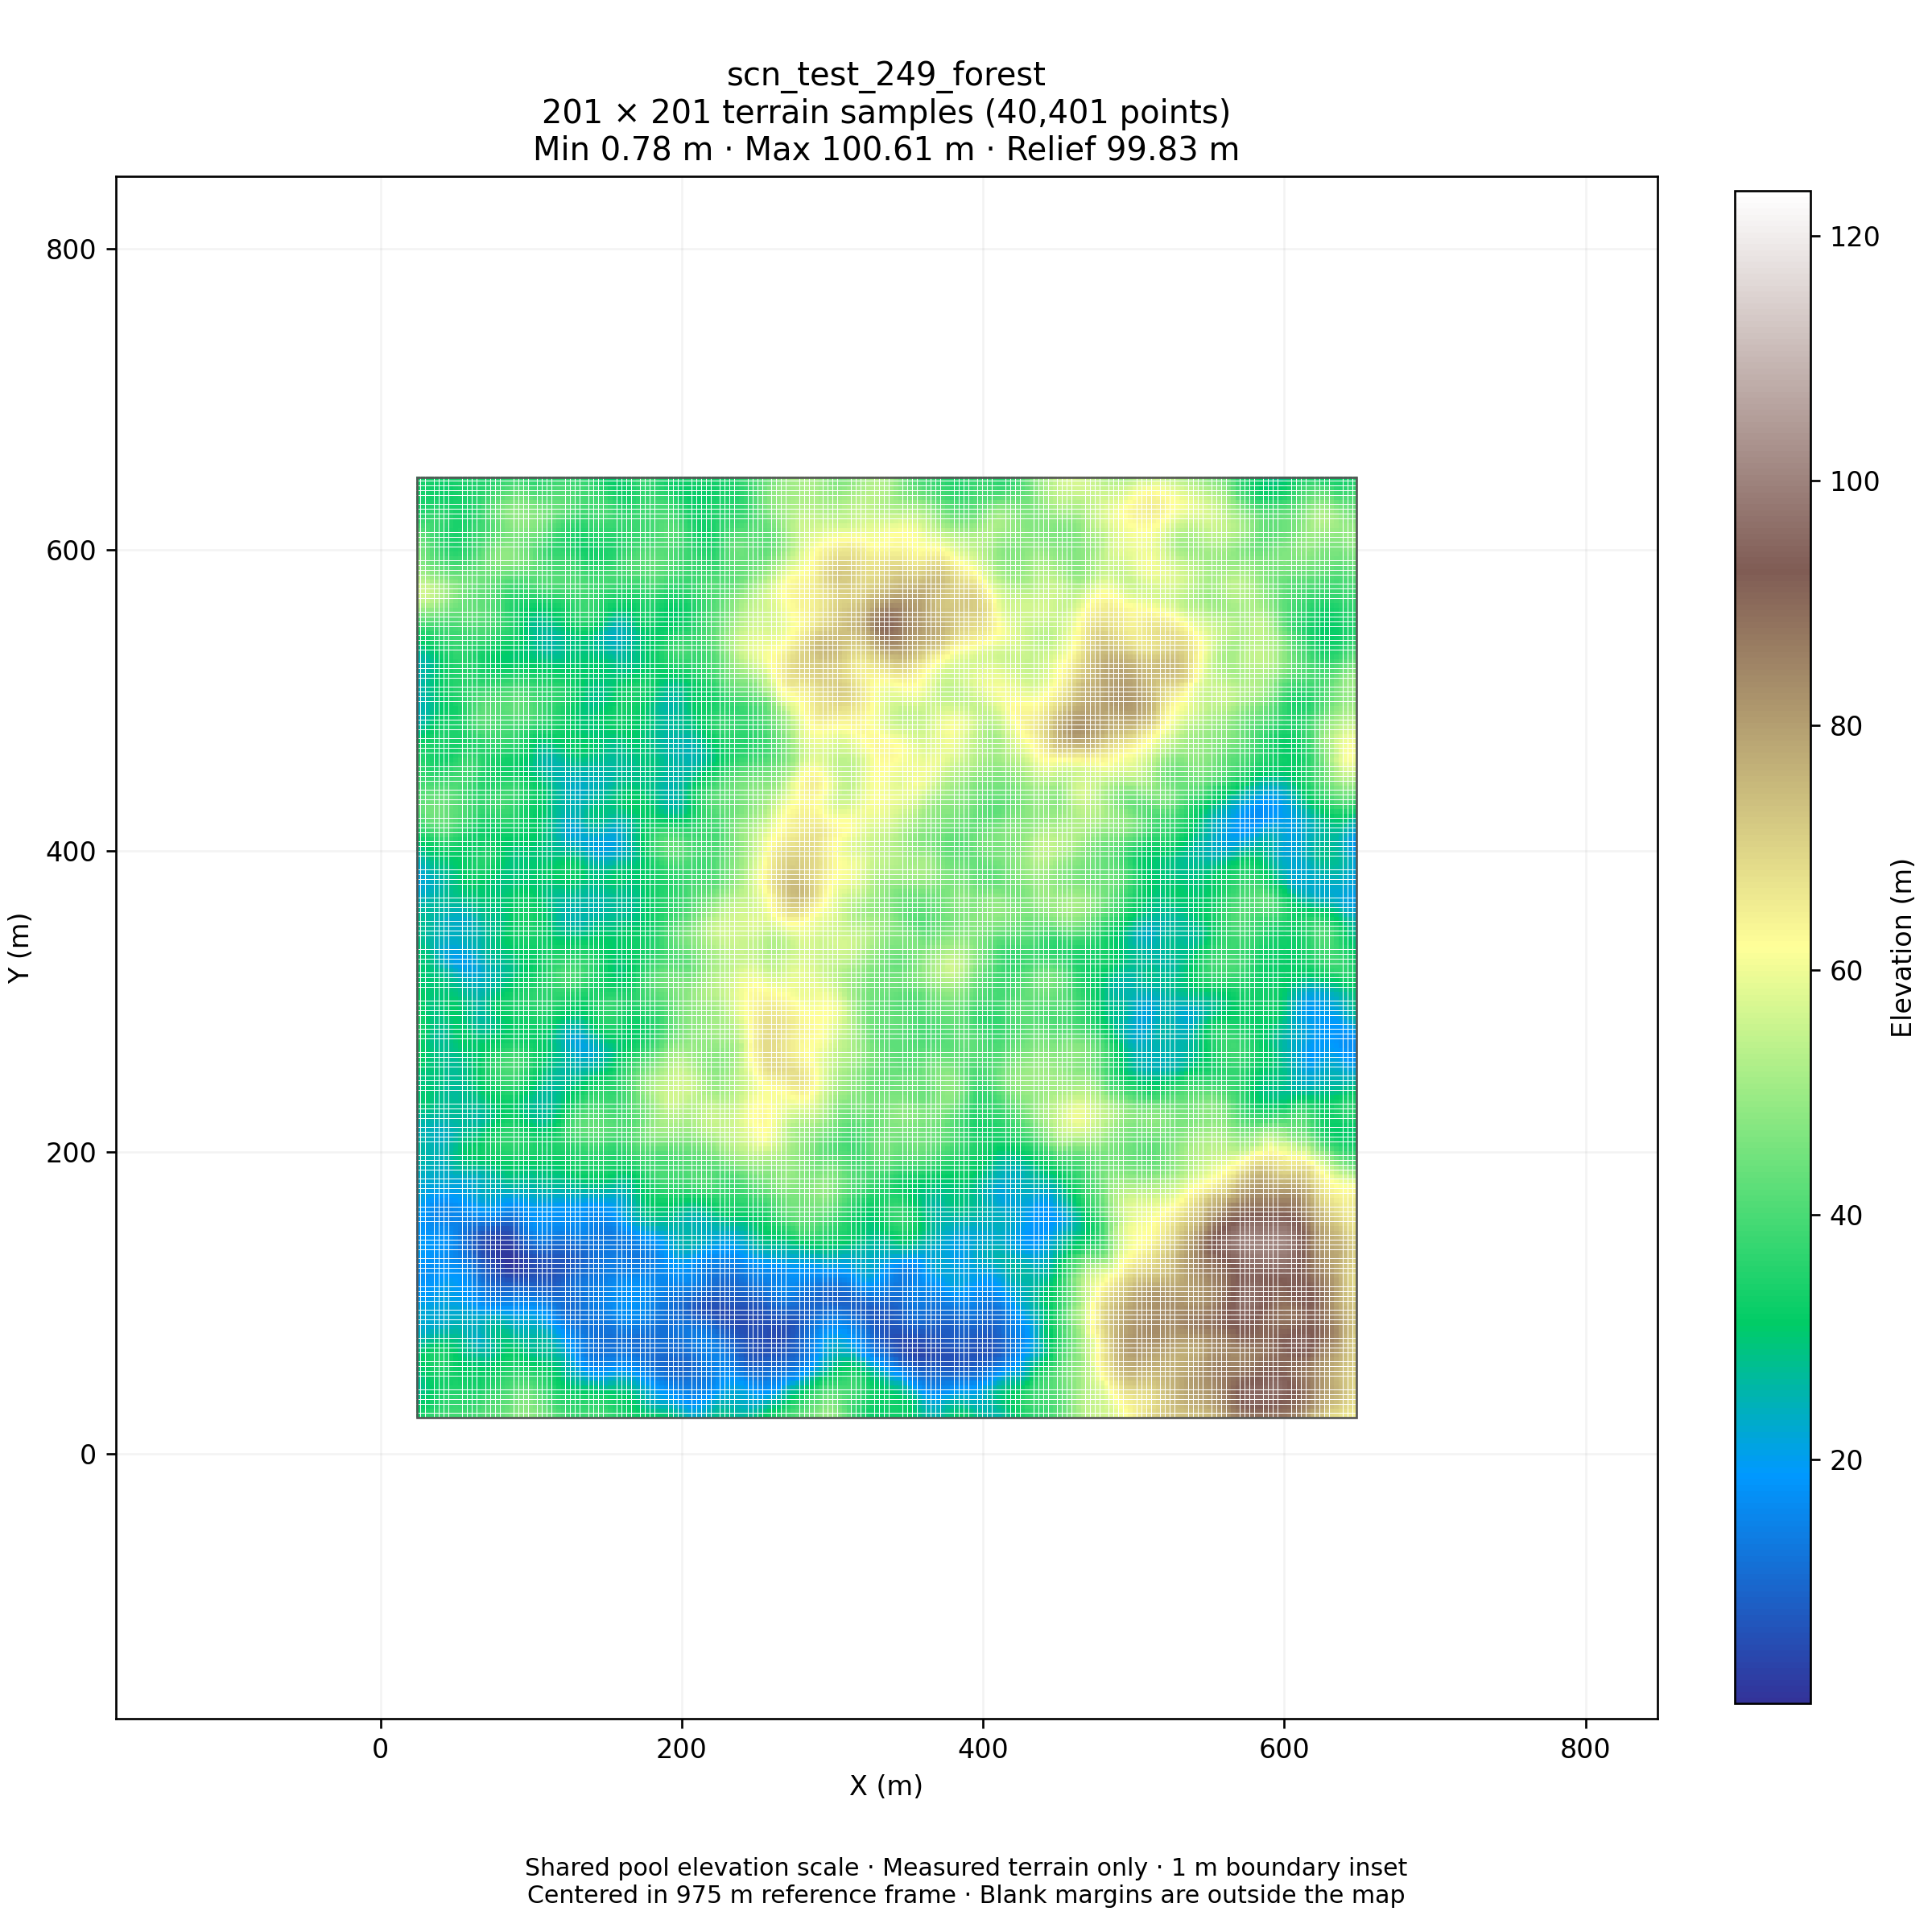 scn_test_249_forest
201 × 201 terrain samples (40,401 points)
Min 0.78 m · Max 100.61 m · Relief 99.83 m
800
600
400
200
0
Y (m)
0
200
400
600
800
X (m)
120
100
80
60
40
20
Elevation (m)
Shared pool elevation scale · Measured terrain only · 1 m boundary inset
Centered in 975 m reference frame · Blank margins are outside the map